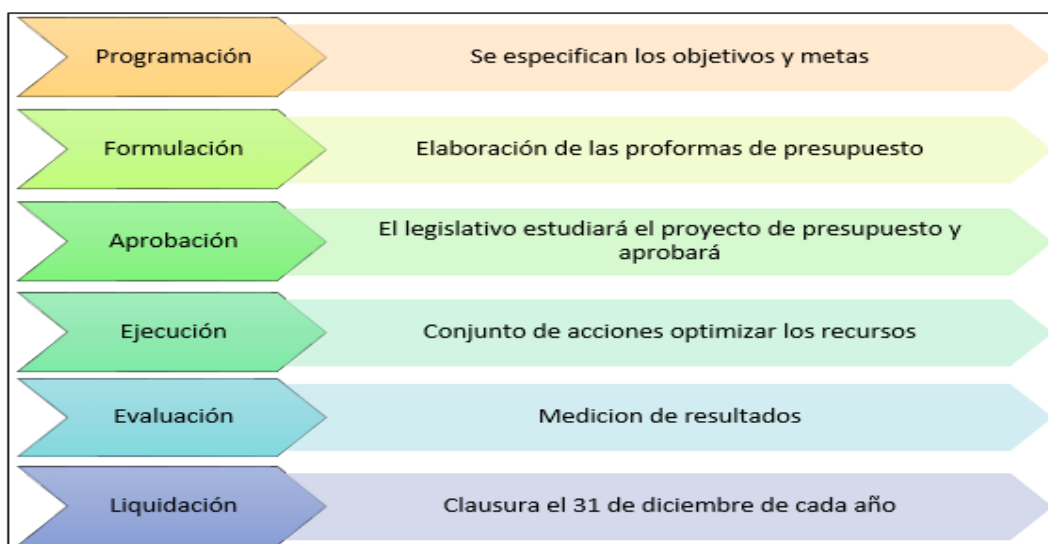 Programación
Se especifican los objetivos y metas
Formulación
Elaboración de las proformas de presupuesto
Aprobación
El legislativo estudiará el proyecto de presupuesto y
aprobará
Ejecución
Conjunto de acciones optimizar los recursos
Evaluación
Medicion de resultados
Liquidación
Clausura el 31 de diciembre de cada año